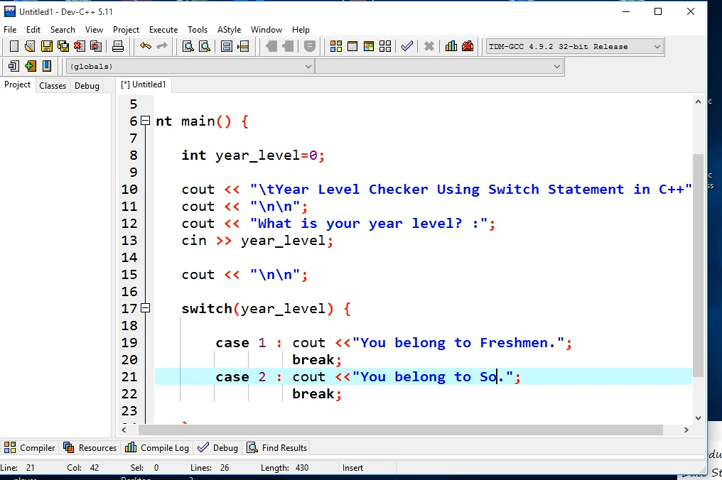 Untitled1 - Dev-C++ 5.11
File Edit Search View Project Execute Tools AStyle Window Help
TDM-GCC 4.9.2 32-bit Release
(globals)
Project Classes Debug [*] Untitled1
5
6 nt main() {
7
8 int year_level=0;
9
10 cout << "\tYear Level Checker Using Switch Statement in C++"
11 cout << "\n\n";
12 cout << "What is your year level? :";
13 cin >> year_level;
14
15 cout << "\n\n";
16
17 switch(year_level) {
18
19 case 1 : cout <<"You belong to Freshmen.";
20 break;
21 case 2 : cout <<"You belong to So.";
22 break;
23
Compiler Resources Compile Log Debug Find Results
Line: 21 Col: 42 Sel: 0 Lines: 26 Length: 430 Insert